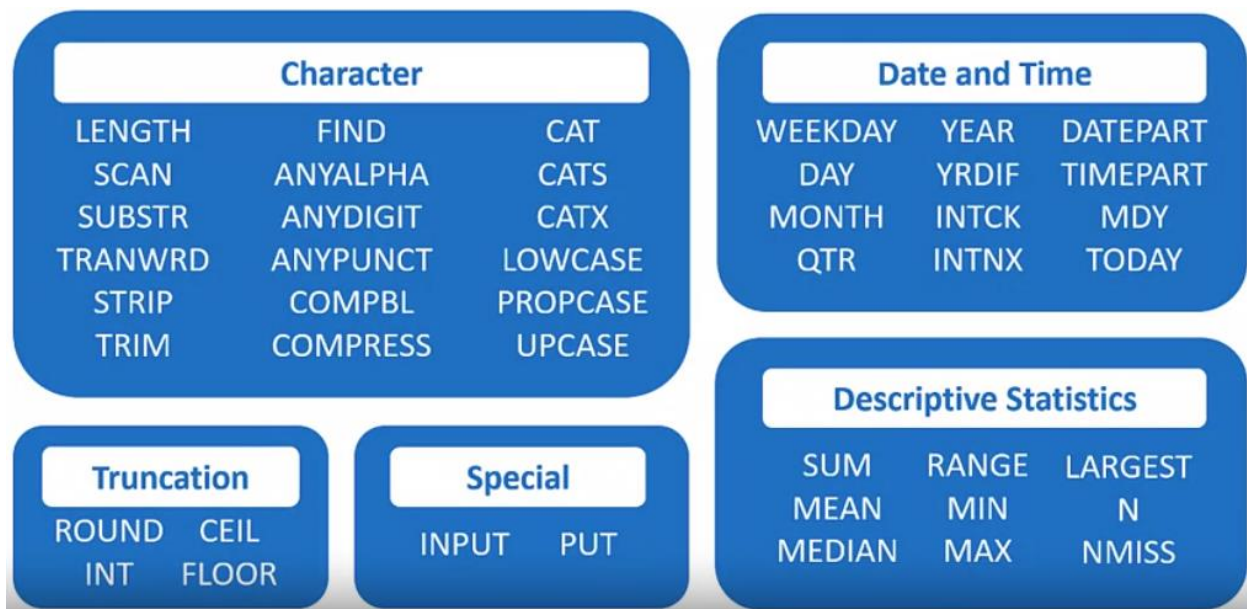 Character
LENGTH FIND CAT
SCAN ANYALPHA CATS
SUBSTR ANYDIGIT CATX
TRANWRD ANYPUNCT LOWCASE
STRIP COMPBL PROPCASE
TRIM COMPRESS UPCASE
Date and Time
WEEKDAY YEAR DATEPART
DAY YRDIF TIMEPART
MONTH INTCK MDY
QTR INTNX TODAY
Truncation
ROUND CEIL
INT FLOOR
Special
INPUT PUT
Descriptive Statistics
SUM RANGE LARGEST
MEAN MIN N
MEDIAN MAX NMISS